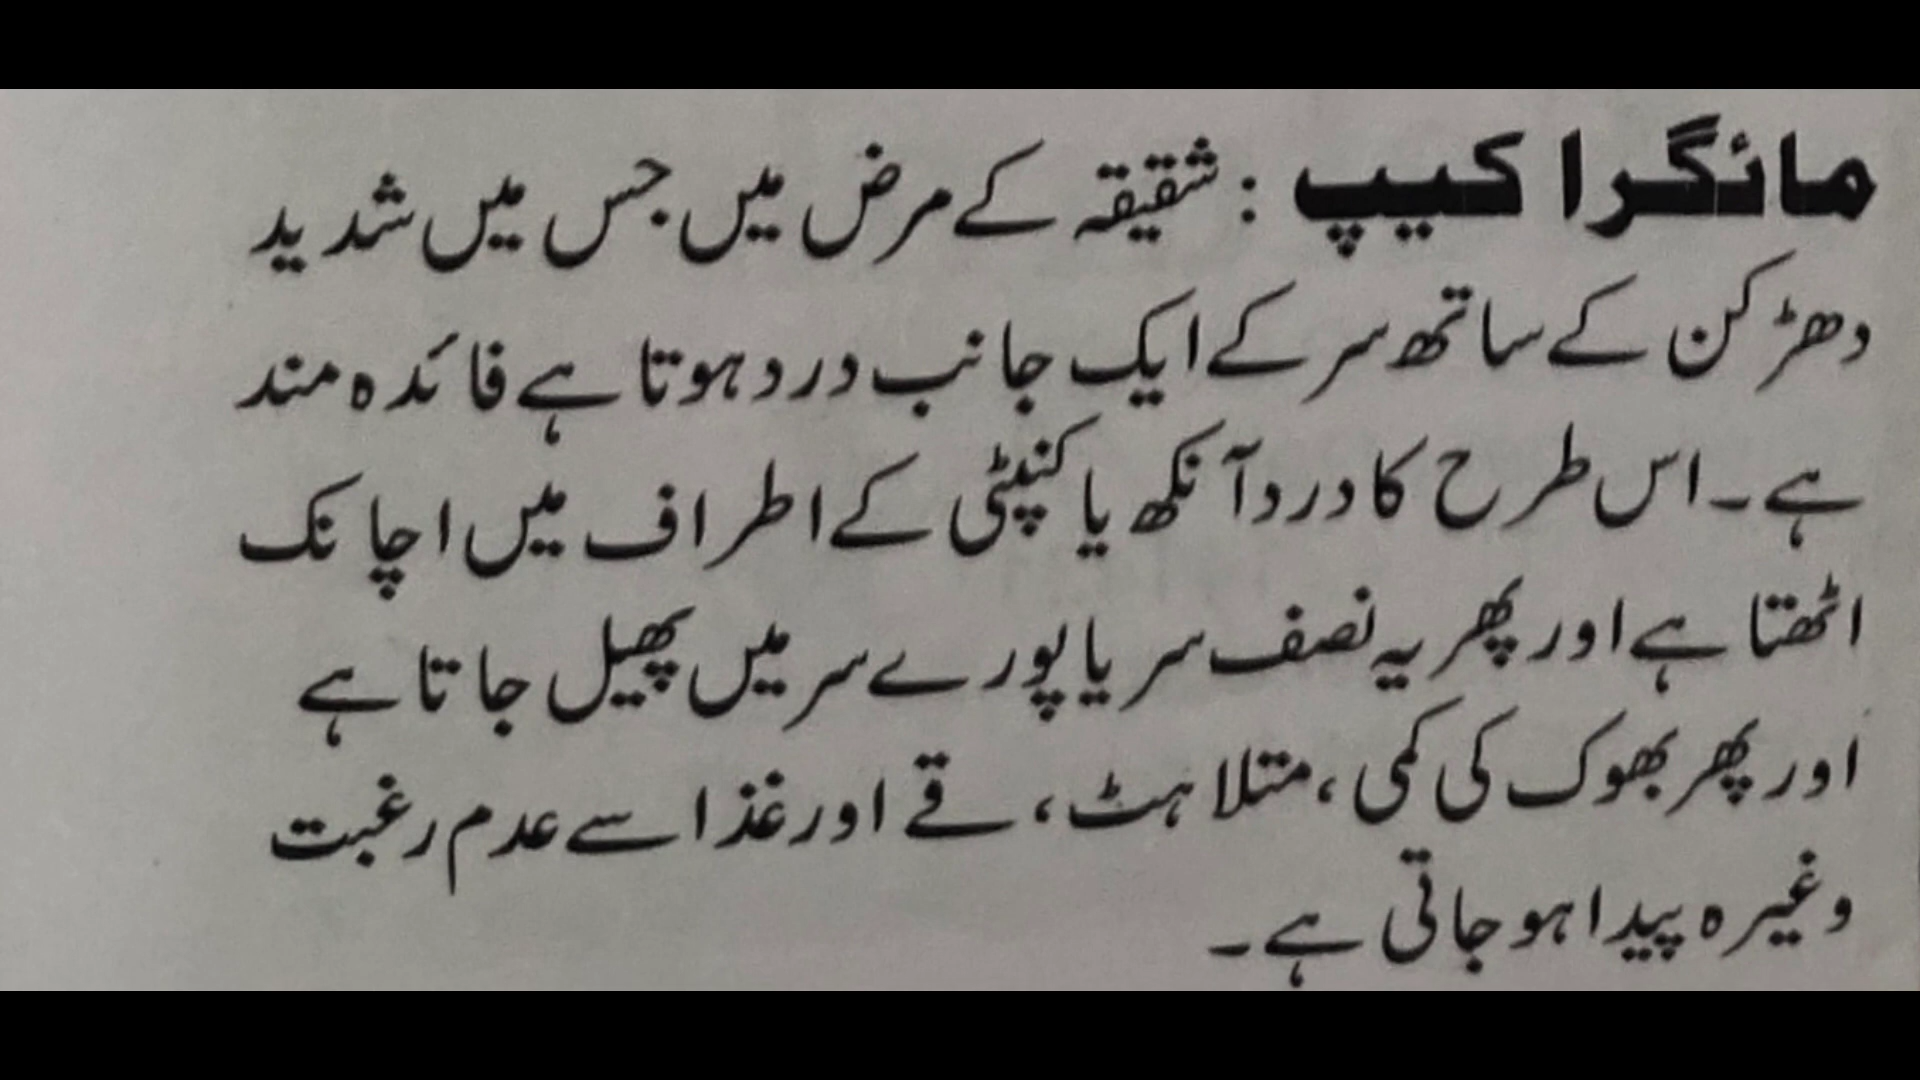 مائگرا کیپ : شقیقہ کے مرض میں جس میں شدید
دھڑکن کے ساتھ سر کے ایک جانب درد ہوتا ہے فائدہ مند
ہے۔ اس طرح کا درد آنکھ یا کنپٹی کے اطراف میں اچانک
اٹھتا ہے اور پھر یہ نصف سر یا پورے سر میں پھیل جاتا ہے
اور پھر بھوک کی کمی، متلاہٹ، قے اور غذا سے عدم رغبت
وغیرہ پیدا ہو جاتی ہے۔